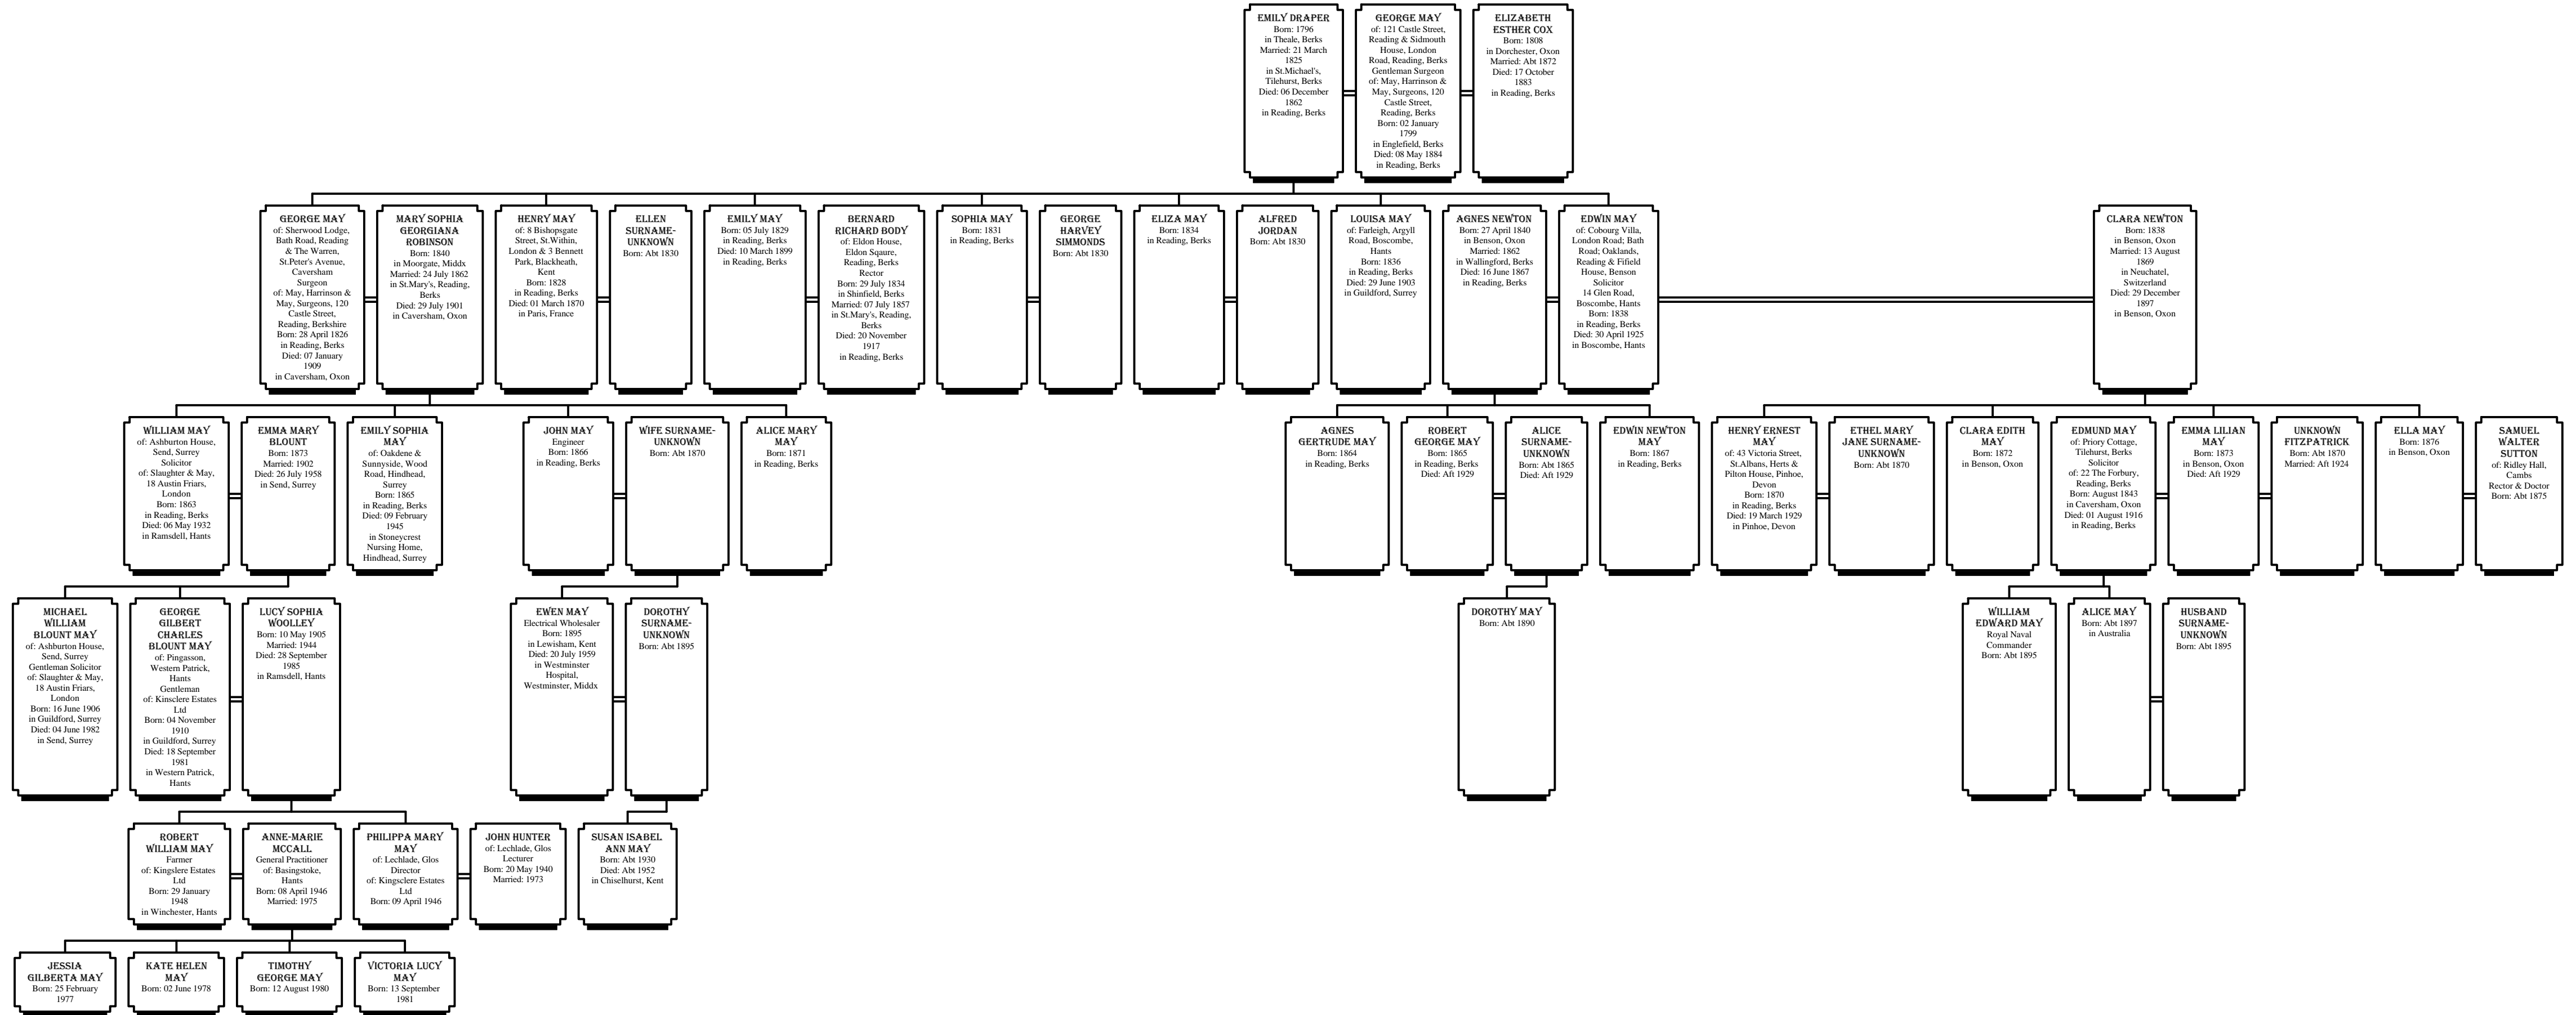 EMILY DRAPER
Born: 1796
in Theale, Berks
Married: 21 March
1825
in St.Michael's,
Tilehurst, Berks
Died: 06 December
1862
in Reading, Berks
GEORGE MAY
of: 121 Castle Street,
Reading & Sidmouth
House, London
Road, Reading, Berks
Gentleman Surgeon
of: May, Harrinson &
May, Surgeons, 120
Castle Street,
Reading, Berks
Born: 02 January
1799
in Englefield, Berks
Died: 08 May 1884
in Reading, Berks
ELIZABETH
ESTHER COX
Born: 1808
in Dorchester, Oxon
Married: Abt 1872
Died: 17 October
1883
in Reading, Berks
GEORGE MAY
of: Sherwood Lodge,
Bath Road, Reading
& The Warren,
St.Peter's Avenue,
Caversham
Surgeon
of: May, Harrinson &
May, Surgeons, 120
Castle Street,
Reading, Berkshire
Born: 28 April 1826
in Reading, Berks
Died: 07 January
1909
in Caversham, Oxon
MARY SOPHIA
GEORGIANA
ROBINSON
Born: 1840
in Moorgate, Middx
Married: 24 July 1862
in St.Mary's, Reading,
Berks
Died: 29 July 1901
in Caversham, Oxon
HENRY MAY
of: 8 Bishopsgate
Street, St.Within,
London & 3 Bennett
Park, Blackheath,
Kent
Born: 1828
in Reading, Berks
Died: 01 March 1870
in Paris, France
ELLEN
SURNAME-
UNKNOWN
Born: Abt 1830
EMILY MAY
Born: 05 July 1829
in Reading, Berks
Died: 10 March 1899
in Reading, Berks
BERNARD
RICHARD BODY
of: Eldon House,
Eldon Sqaure,
Reading, Berks
Rector
Born: 29 July 1834
in Shinfield, Berks
Married: 07 July 1857
in St.Mary's, Reading,
Berks
Died: 20 November
1917
in Reading, Berks
SOPHIA MAY
Born: 1831
in Reading, Berks
GEORGE
HARVEY
SIMMONDS
Born: Abt 1830
ELIZA MAY
Born: 1834
in Reading, Berks
ALFRED
JORDAN
Born: Abt 1830
LOUISA MAY
of: Farleigh, Argyll
Road, Boscombe,
Hants
Born: 1836
in Reading, Berks
Died: 29 June 1903
in Guildford, Surrey
AGNES NEWTON
Born: 27 April 1840
in Benson, Oxon
Married: 1862
in Wallingford, Berks
Died: 16 June 1867
in Reading, Berks
EDWIN MAY
of: Cobourg Villa,
London Road; Bath
Road; Oaklands,
Reading & Fifield
House, Benson
Solicitor
14 Glen Road,
Boscombe, Hants
Born: 1838
in Reading, Berks
Died: 30 April 1925
in Boscombe, Hants
CLARA NEWTON
Born: 1838
in Benson, Oxon
Married: 13 August
1869
in Neuchatel,
Switzerland
Died: 29 December
1897
in Benson, Oxon
WILLIAM MAY
of: Ashburton House,
Send, Surrey
Solicitor
of: Slaughter & May,
18 Austin Friars,
London
Born: 1863
in Reading, Berks
Died: 06 May 1932
in Ramsdell, Hants
EMMA MARY
BLOUNT
Born: 1873
Married: 1902
Died: 26 July 1958
in Send, Surrey
EMILY SOPHIA
MAY
of: Oakdene &
Sunnyside, Wood
Road, Hindhead,
Surrey
Born: 1865
in Reading, Berks
Died: 09 February
1945
in Stoneycrest
Nursing Home,
Hindhead, Surrey
JOHN MAY
Engineer
Born: 1866
in Reading, Berks
WIFE SURNAME-
UNKNOWN
Born: Abt 1870
ALICE MARY
MAY
Born: 1871
in Reading, Berks
AGNES
GERTRUDE MAY
Born: 1864
in Reading, Berks
ROBERT
GEORGE MAY
Born: 1865
in Reading, Berks
Died: Aft 1929
ALICE
SURNAME-
UNKNOWN
Born: Abt 1865
Died: Aft 1929
EDWIN NEWTON
MAY
Born: 1867
in Reading, Berks
HENRY ERNEST
MAY
of: 43 Victoria Street,
St.Albans, Herts &
Pilton House, Pinhoe,
Devon
Born: 1870
in Reading, Berks
Died: 19 March 1929
in Pinhoe, Devon
ETHEL MARY
JANE SURNAME-
UNKNOWN
Born: Abt 1870
CLARA EDITH
MAY
Born: 1872
in Benson, Oxon
EDMUND MAY
of: Priory Cottage,
Tilehurst, Berks
Solicitor
of: 22 The Forbury,
Reading, Berks
Born: August 1843
in Caversham, Oxon
Died: 01 August 1916
in Reading, Berks
EMMA LILIAN
MAY
Born: 1873
in Benson, Oxon
Died: Aft 1929
UNKNOWN
FITZPATRICK
Born: Abt 1870
Married: Aft 1924
ELLA MAY
Born: 1876
in Benson, Oxon
SAMUEL
WALTER
SUTTON
of: Ridley Hall,
Cambs
Rector & Doctor
Born: Abt 1875
MICHAEL
WILLIAM
BLOUNT MAY
of: Ashburton House,
Send, Surrey
Gentleman Solicitor
of: Slaughter & May,
18 Austin Friars,
London
Born: 16 June 1906
in Guildford, Surrey
Died: 04 June 1982
in Send, Surrey
GEORGE
GILBERT
CHARLES
BLOUNT MAY
of: Pingasson,
Western Patrick,
Hants
Gentleman
of: Kinsclere Estates
Ltd
Born: 04 November
1910
in Guildford, Surrey
Died: 18 September
1981
in Western Patrick,
Hants
LUCY SOPHIA
WOOLLEY
Born: 10 May 1905
Married: 1944
Died: 28 September
1985
in Ramsdell, Hants
EWEN MAY
Electrical Wholesaler
Born: 1895
in Lewisham, Kent
Died: 20 July 1959
in Westminster
Hospital,
Westminster, Middx
DOROTHY
SURNAME-
UNKNOWN
Born: Abt 1895
DOROTHY MAY
Born: Abt 1890
WILLIAM
EDWARD MAY
Royal Naval
Commander
Born: Abt 1895
ALICE MAY
Born: Abt 1897
in Australia
HUSBAND
SURNAME-
UNKNOWN
Born: Abt 1895
ROBERT
WILLIAM MAY
Farmer
of: Kingslere Estates
Ltd
Born: 29 January
1948
in Winchester, Hants
ANNE-MARIE
MCCALL
General Practitioner
of: Basingstoke,
Hants
Born: 08 April 1946
Married: 1975
PHILIPPA MARY
MAY
of: Lechlade, Glos
Director
of: Kingsclere Estates
Ltd
Born: 09 April 1946
JOHN HUNTER
of: Lechlade, Glos
Lecturer
Born: 20 May 1940
Married: 1973
SUSAN ISABEL
ANN MAY
Born: Abt 1930
Died: Abt 1952
in Chiselhurst, Kent
JESSIA
GILBERTA MAY
Born: 25 February
1977
KATE HELEN
MAY
Born: 02 June 1978
TIMOTHY
GEORGE MAY
Born: 12 August 1980
VICTORIA LUCY
MAY
Born: 13 September
1981